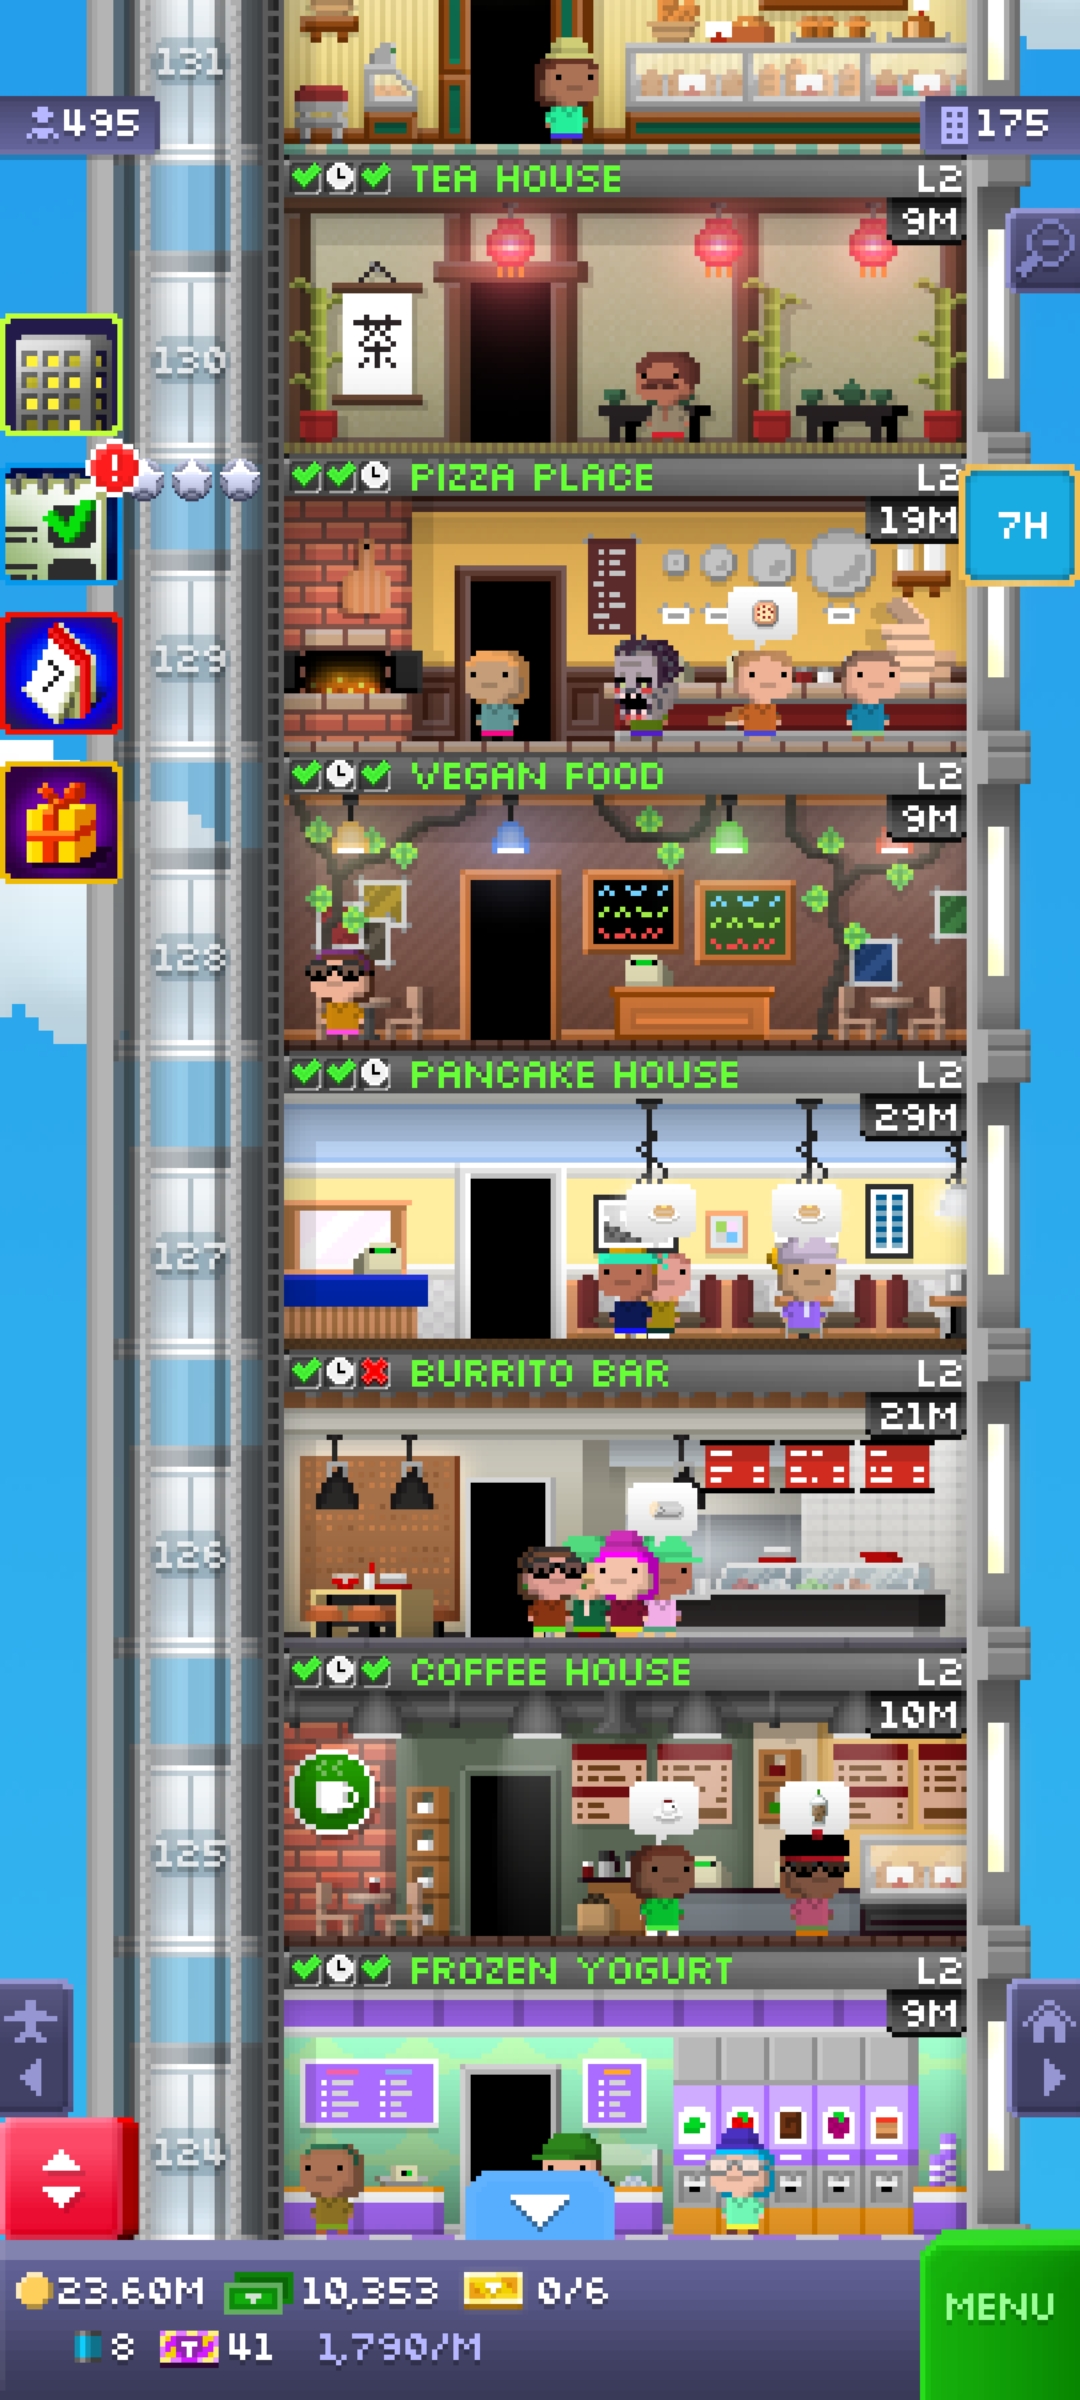 131
495
175
TEA HOUSE L2
9M
茶
130
PIZZA PLACE L2
19M
7H
129
VEGAN FOOD L2
9M
128
PANCAKE HOUSE L2
29M
127
BURRITO BAR L2
21M
126
COFFEE HOUSE L2
10M
125
FROZEN YOGURT L2
9M
124
23.60M 10,353 0/6
MENU
8 T 41 1,790/M